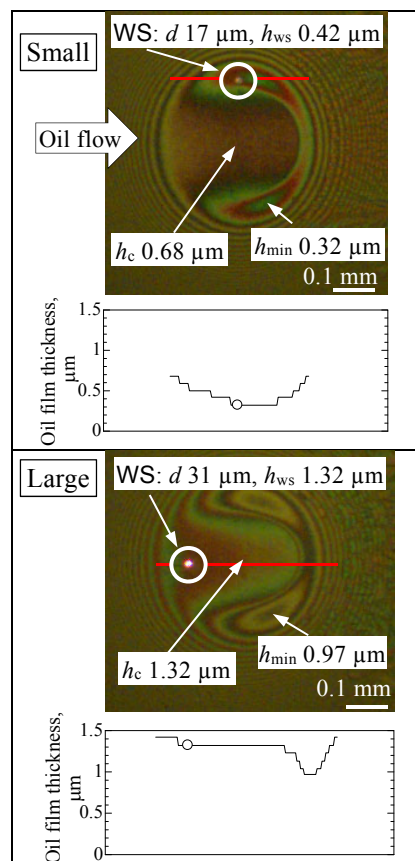 Small
WS: d 17 µm, hws 0.42 µm
Oil flow
hc 0.68 µm
hmin 0.32 µm
0.1 mm
Oil film thickness,
µm
1.5
1
0.5
0
Large
WS: d 31 µm, hws 1.32 µm
hc 1.32 µm
hmin 0.97 µm
0.1 mm
Oil film thickness,
µm
1.5
1
0.5
0